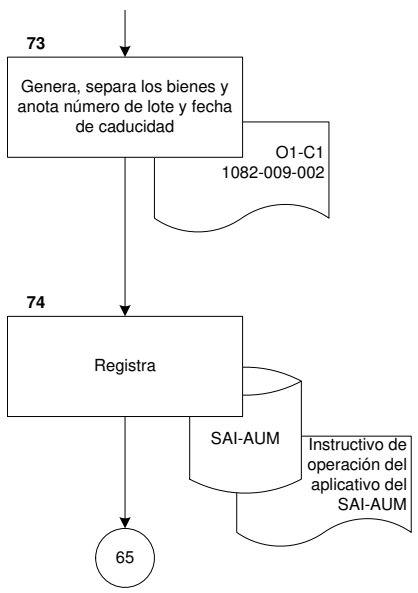 73
Genera, separa los bienes y
anota número de lote y fecha
de caducidad
O1-C1
1082-009-002
74
Registra
SAI-AUM
Instructivo de
operación del
aplicativo del
SAI-AUM
65